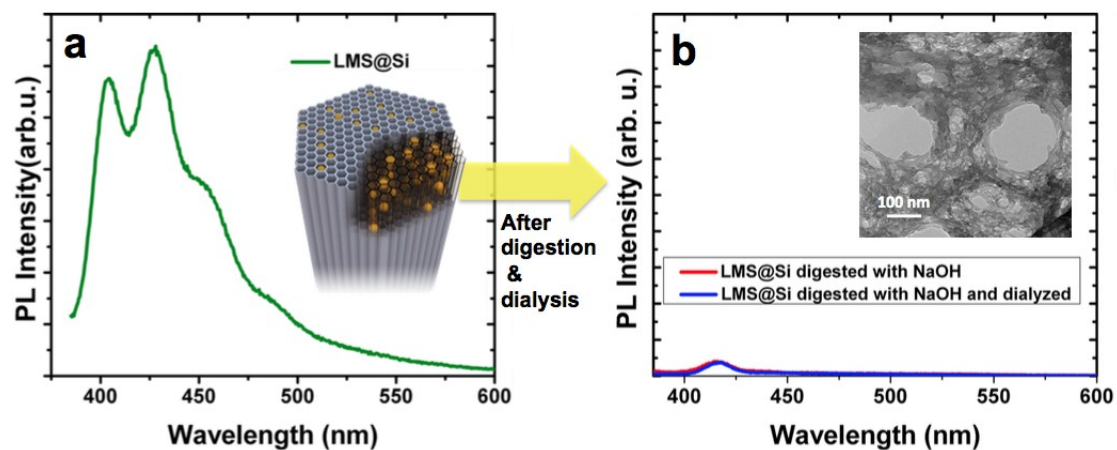 a
LMS@Si
PL Intensity(arb.u.)
400
450
500
550
600
Wavelength (nm)
After
digestion
&
dialysis
b
100 nm
LMS@Si digested with NaOH
LMS@Si digested with NaOH and dialyzed
PL Intensity (arb. u.)
400
450
500
550
600
Wavelength (nm)